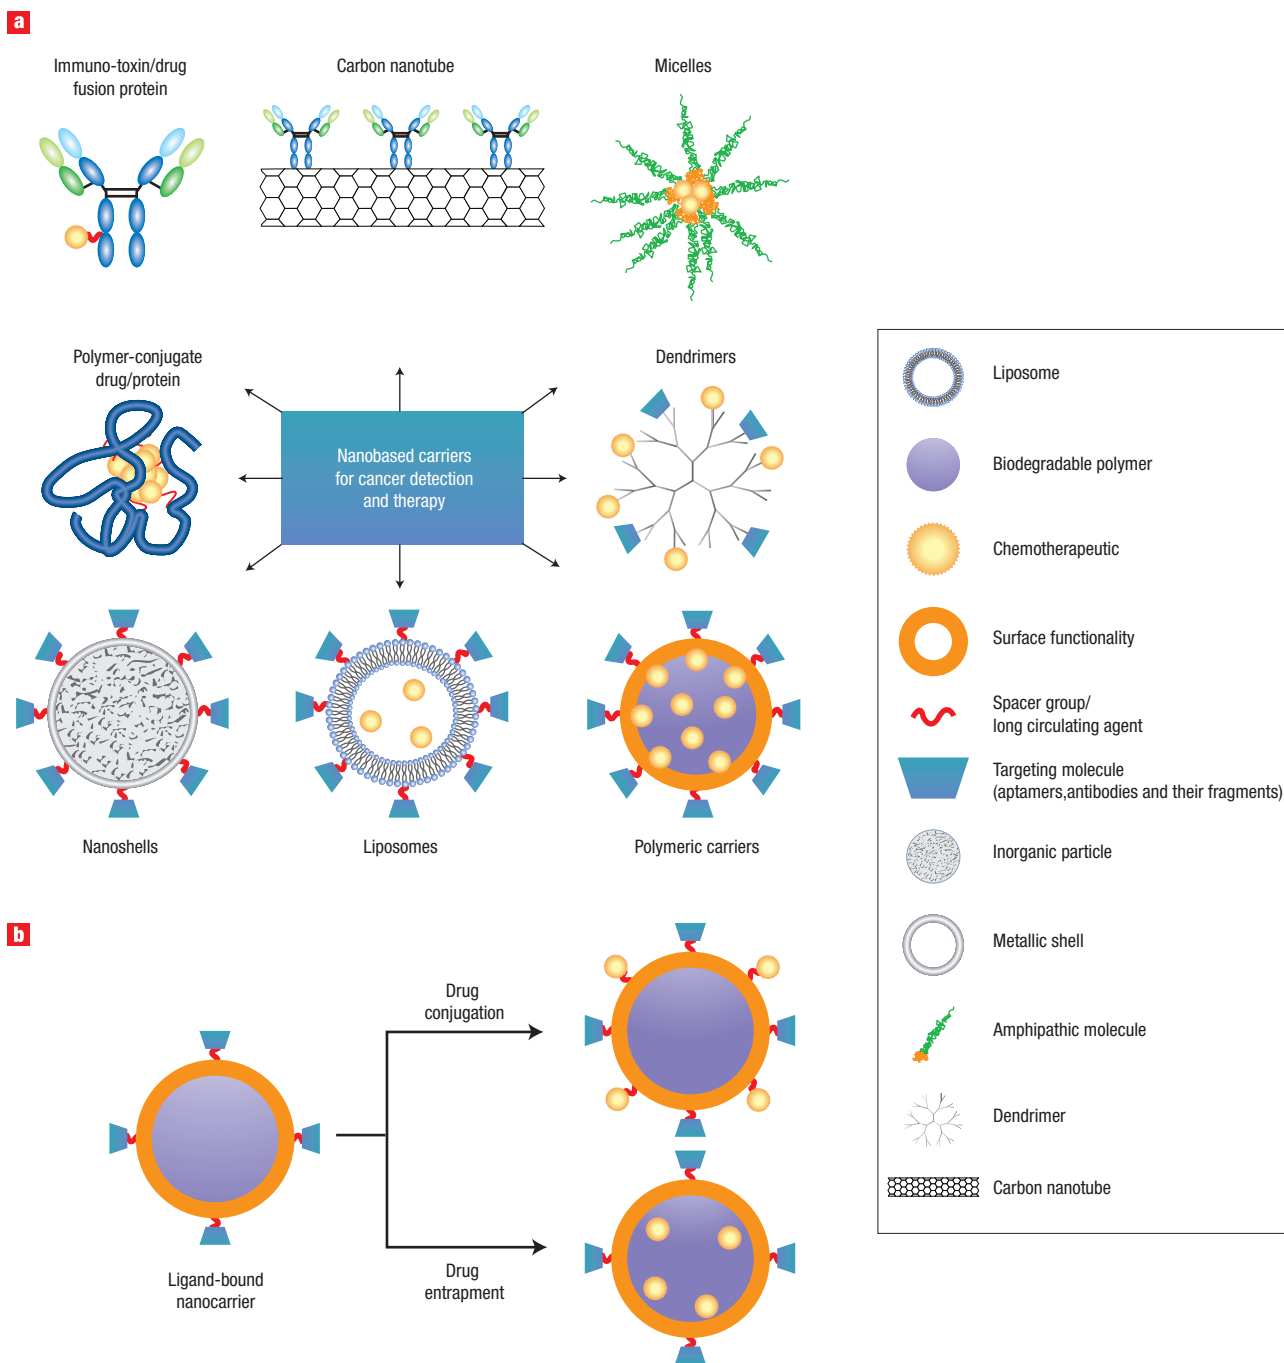 a
Immuno-toxin/drug
fusion protein
Carbon nanotube
Micelles
Polymer-conjugate
drug/protein
Nanobased carriers
for cancer detection
and therapy
Dendrimers
Nanoshells
Liposomes
Polymeric carriers
Liposome
Biodegradable polymer
Chemotherapeutic
Surface functionality
Spacer group/
long circulating agent
Targeting molecule
(aptamers,antibodies and their fragments)
Inorganic particle
Metallic shell
Amphipathic molecule
Dendrimer
Carbon nanotube
b
Ligand-bound
nanocarrier
Drug
conjugation
Drug
entrapment